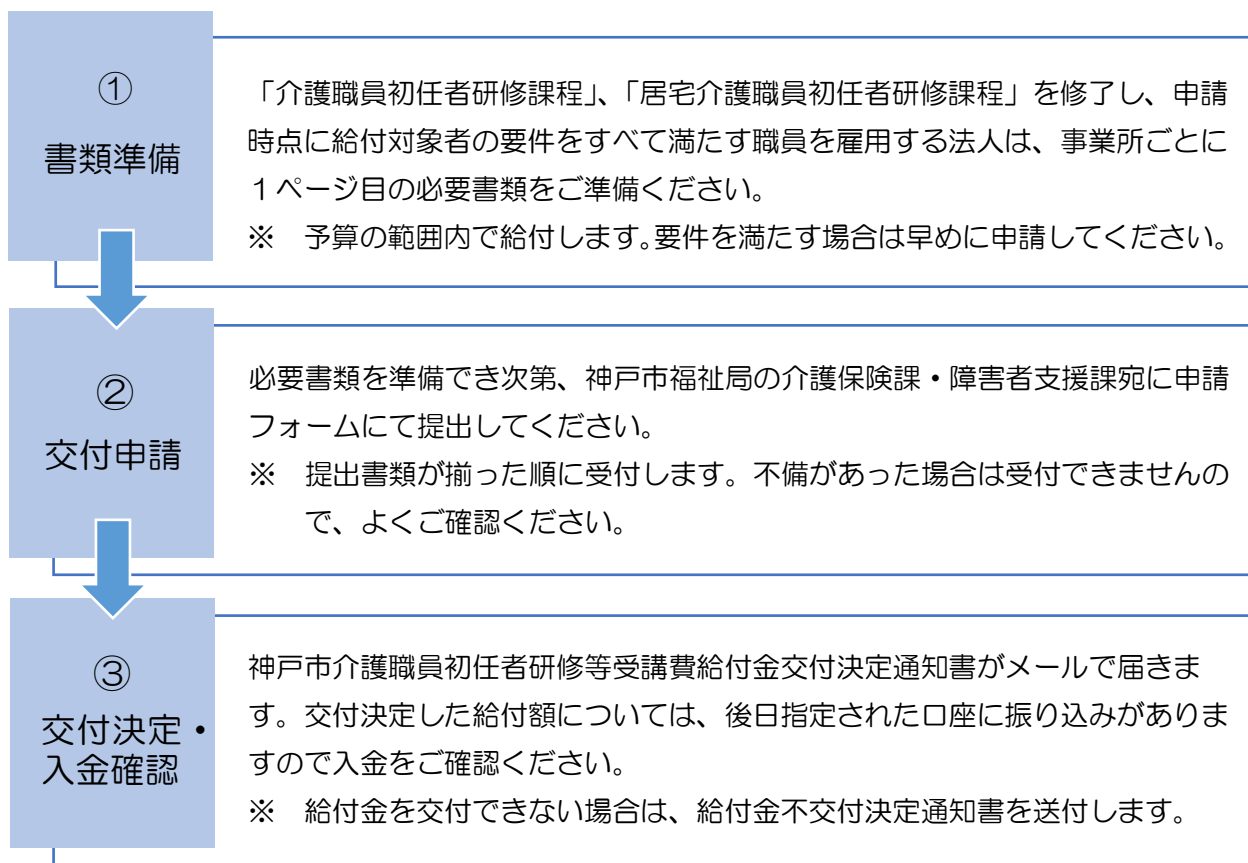 ①
書類準備
「介護職員初任者研修課程」、「居宅介護職員初任者研修課程」を修了し、申請
時点に給付対象者の要件をすべて満たす職員を雇用する法人は、事業所ごとに
１ページ目の必要書類をご準備ください。
※　予算の範囲内で給付します。要件を満たす場合は早めに申請してください。
②
交付申請
必要書類を準備でき次第、神戸市福祉局の介護保険課・障害者支援課宛に申請
フォームにて提出してください。
※　提出書類が揃った順に受付します。不備があった場合は受付できませんの
で、よくご確認ください。
③
交付決定・
入金確認
神戸市介護職員初任者研修等受講費給付金交付決定通知書がメールで届きま
す。交付決定した給付額については、後日指定された口座に振り込みがありま
すので入金をご確認ください。
※　給付金を交付できない場合は、給付金不交付決定通知書を送付します。